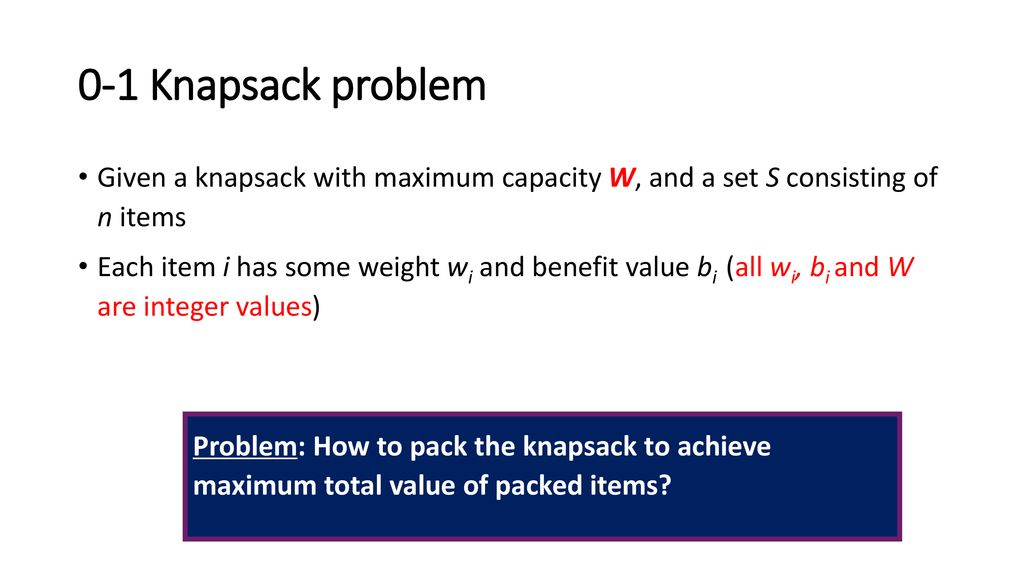 0-1 Knapsack problem
• Given a knapsack with maximum capacity W, and a set S consisting of
n items
• Each item i has some weight wi and benefit value bi (all wi, bi and W
are integer values)
Problem: How to pack the knapsack to achieve
maximum total value of packed items?